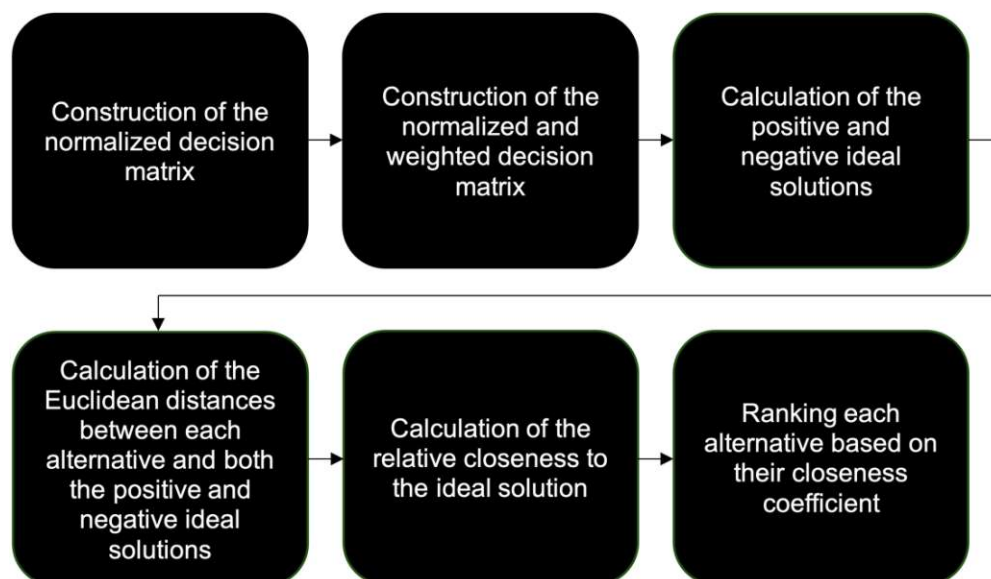 Construction of the
normalized decision
matrix
Construction of the
normalized and
weighted decision
matrix
Calculation of the
positive and
negative ideal
solutions
Calculation of the
Euclidean distances
between each
alternative and both
the positive and
negative ideal
solutions
Calculation of the
relative closeness to
the ideal solution
Ranking each
alternative based on
their closeness
coefficient